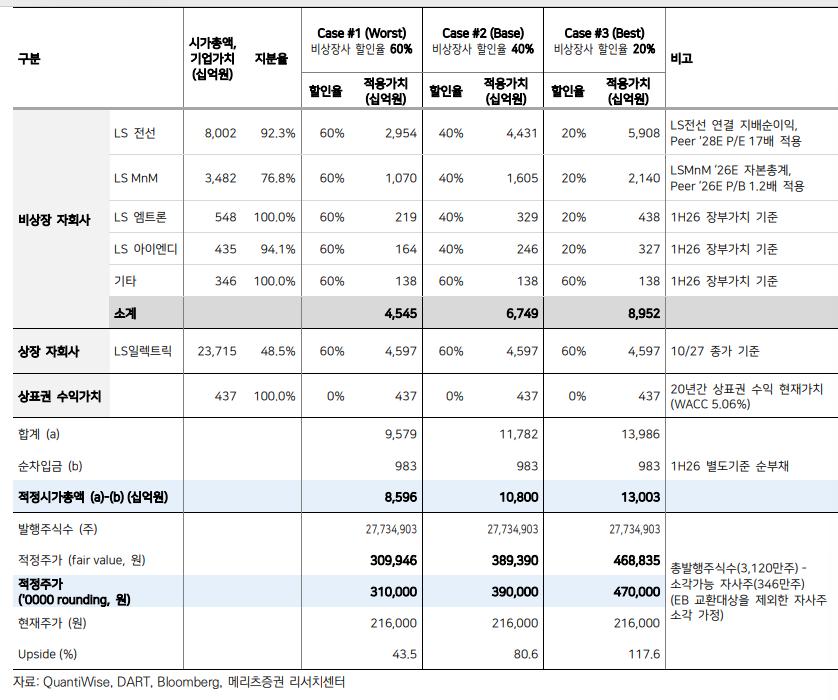 구분 시가총액, 기업가치 (십억원) 지분율 Case #1 (Worst) 비상장사 할인율 60% Case #2 (Base) 비상장사 할인율 40% Case #3 (Best) 비상장사 할인율 20% 비고
할인율 적용가치 (십억원) 할인율 적용가치 (십억원) 할인율 적용가치 (십억원)
비상장 자회사
LS 전선 8,002 92.3% 60% 2,954 40% 4,431 20% 5,908 LS전선 연결 지배순이익, Peer '28E P/E 17배 적용
LS MnM 3,482 76.8% 60% 1,070 40% 1,605 20% 2,140 LSMnM '26E 자본총계, Peer '26E P/B 1.2배 적용
LS 엠트론 548 100.0% 60% 219 40% 329 20% 438 1H26 장부가치 기준
LS 아이엔디 435 94.1% 60% 164 40% 246 20% 327 1H26 장부가치 기준
기타 346 100.0% 60% 138 60% 138 60% 138 1H26 장부가치 기준
소계 4,545 6,749 8,952
상장 자회사 LS일렉트릭 23,715 48.5% 60% 4,597 60% 4,597 60% 4,597 10/27 종가 기준
상표권 수익가치 437 100.0% 0% 437 0% 437 0% 437 20년간 상표권 수익 현재가치 (WACC 5.06%)
합계 (a) 9,579 11,782 13,986
순차입금 (b) 983 983 983 1H26 별도기준 순부채
적정시가총액 (a)-(b) (십억원) 8,596 10,800 13,003
발행주식수 (주) 27,734,903 27,734,903 27,734,903
적정주가 (fair value, 원) 309,946 389,390 468,835
적정주가 ('0000 rounding, 원) 310,000 390,000 470,000
현재주가 (원) 216,000 216,000 216,000
Upside (%) 43.5 80.6 117.6
총발행주식수(3,120만주) -
소각가능 자사주(346만주)
(EB 교환대상을 제외한 자사주
소각 가정)
자료: QuantiWise, DART, Bloomberg, 메리츠증권 리서치센터